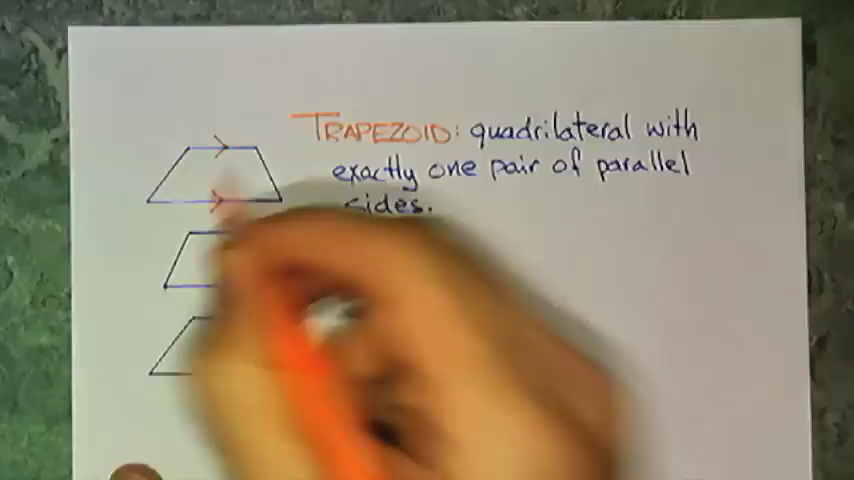 TRAPEZOID: quadrilateral with
exactly one pair of parallel
sides.